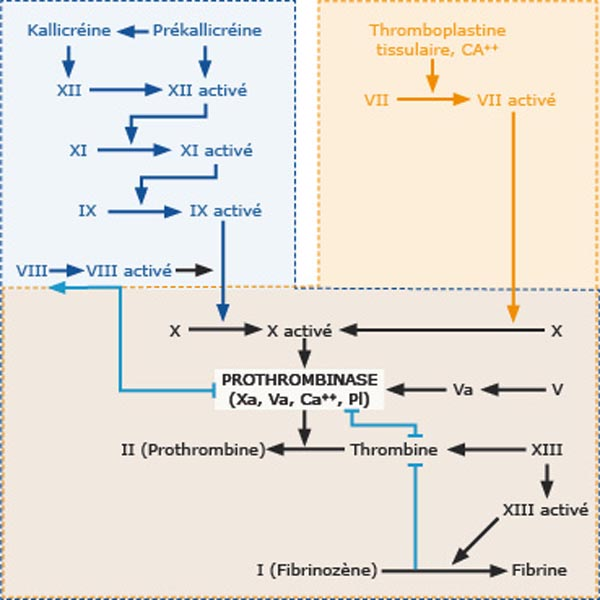 Kallicréine Prékallicréine
Thromboplastine
tissulaire, CA⁺⁺
XII XII activé
VII VII activé
XI XI activé
IX IX activé
VIII VIII activé
X X activé X
PROTHROMBINASE
(Xa, Va, Ca⁺⁺, Pl) Va V
II (Prothrombine) Thrombine XIII
XIII activé
I (Fibrinozène) Fibrine